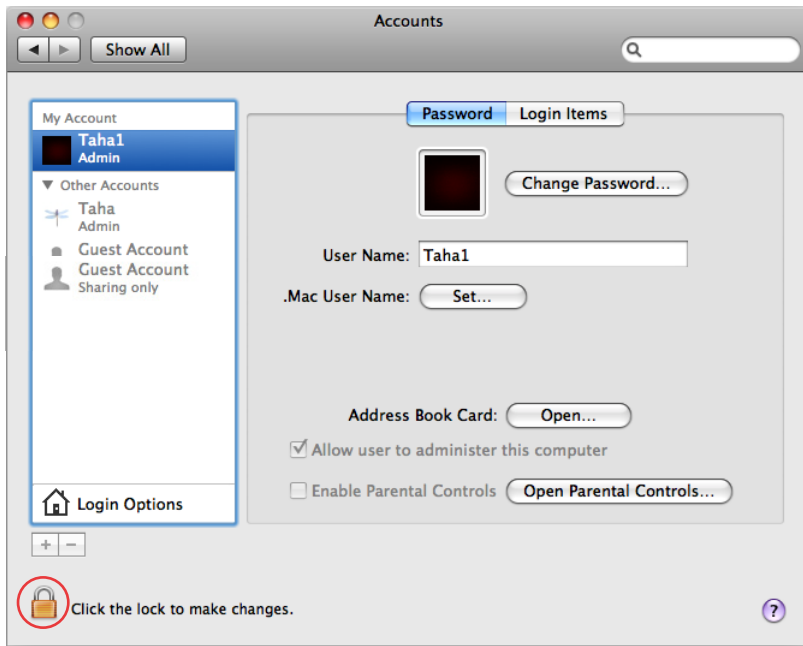 Accounts
Show All
My Account
Taha1
Admin
Other Accounts
Taha
Admin
Guest Account
Guest Account
Sharing only
Login Options
+ −
Password Login Items
Change Password...
User Name: Taha1
.Mac User Name: Set...
Address Book Card: Open...
Allow user to administer this computer
Enable Parental Controls Open Parental Controls...
Click the lock to make changes.
?